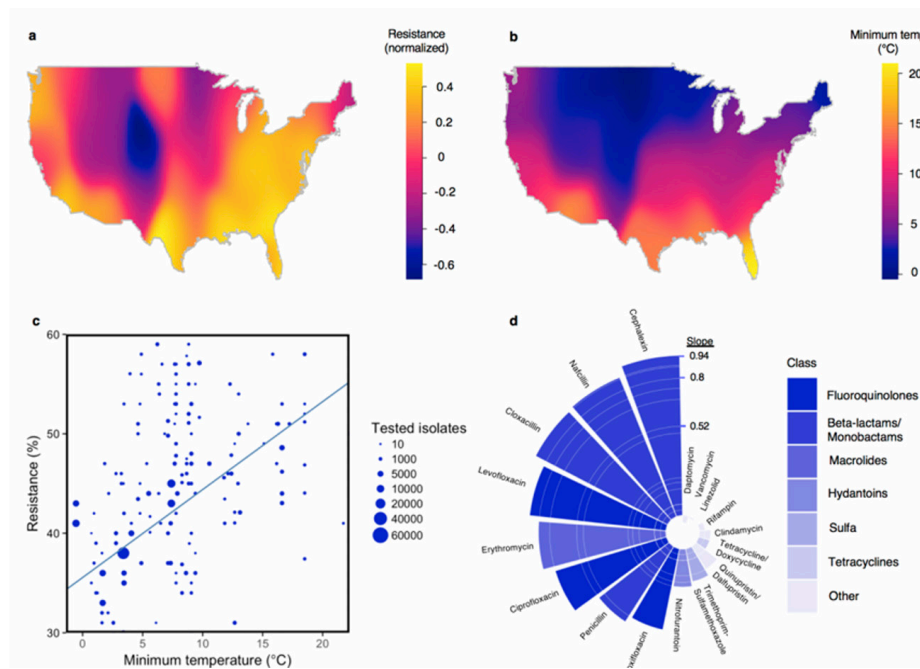 a
Resistance
(normalized)
0.4
0.2
0
-0.2
-0.4
-0.6
b
Minimum temp
(°C)
20
15
10
5
0
c
60
50
40
30
Resistance (%)
0
5
10
15
20
Minimum temperature (°C)
Tested isolates
10
1000
5000
10000
20000
40000
60000
d
Slope
0.94
0.8
0.52
Cephalexin
Nafcillin
Cloxacillin
Levofloxacin
Erythromycin
Ciprofloxacin
Penicillin
oxifloxacin
Nitrofurantoin
Trimethoprim-
Sulfamethoxazole
Quinupristin/
Dalfupristin
Tetracycline/
Doxycycline
Clindamycin
Rifampin
Linezolid
Vancomycin
Daptomycin
Class
Fluoroquinolones
Beta-lactams/
Monobactams
Macrolides
Hydantoins
Sulfa
Tetracyclines
Other